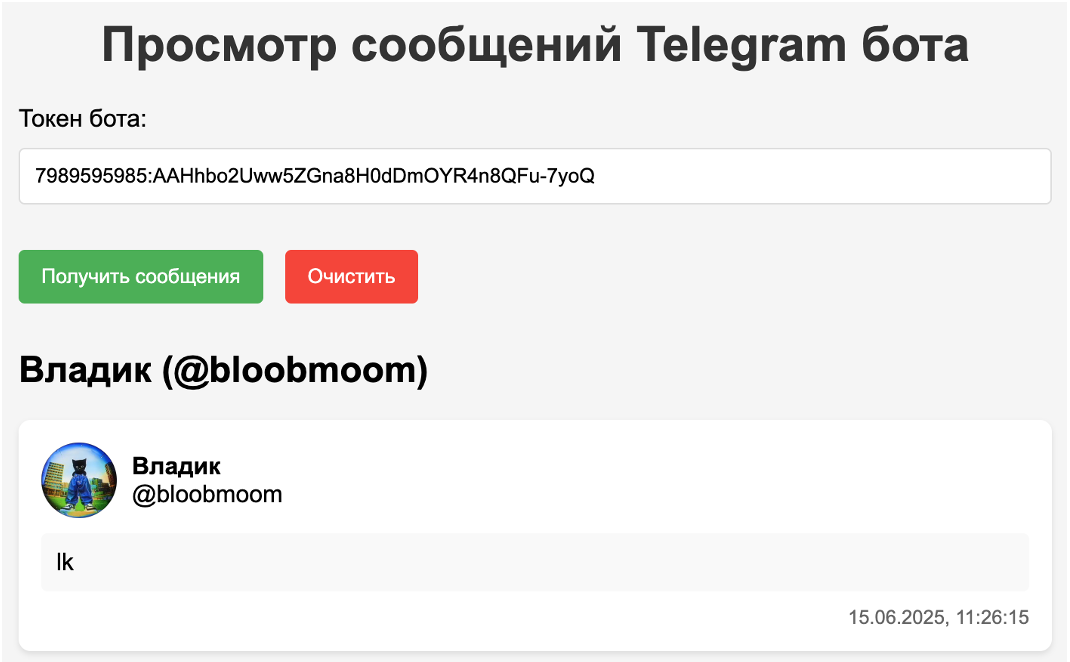 Просмотр сообщений Telegram бота
Токен бота:
7989595985:AAHhbo2Uww5ZGna8H0dDmOYR4n8QFu-7yoQ
Получить сообщения
Очистить
Владик (@bloobmoom)
Владик
@bloobmoom
lk
15.06.2025, 11:26:15